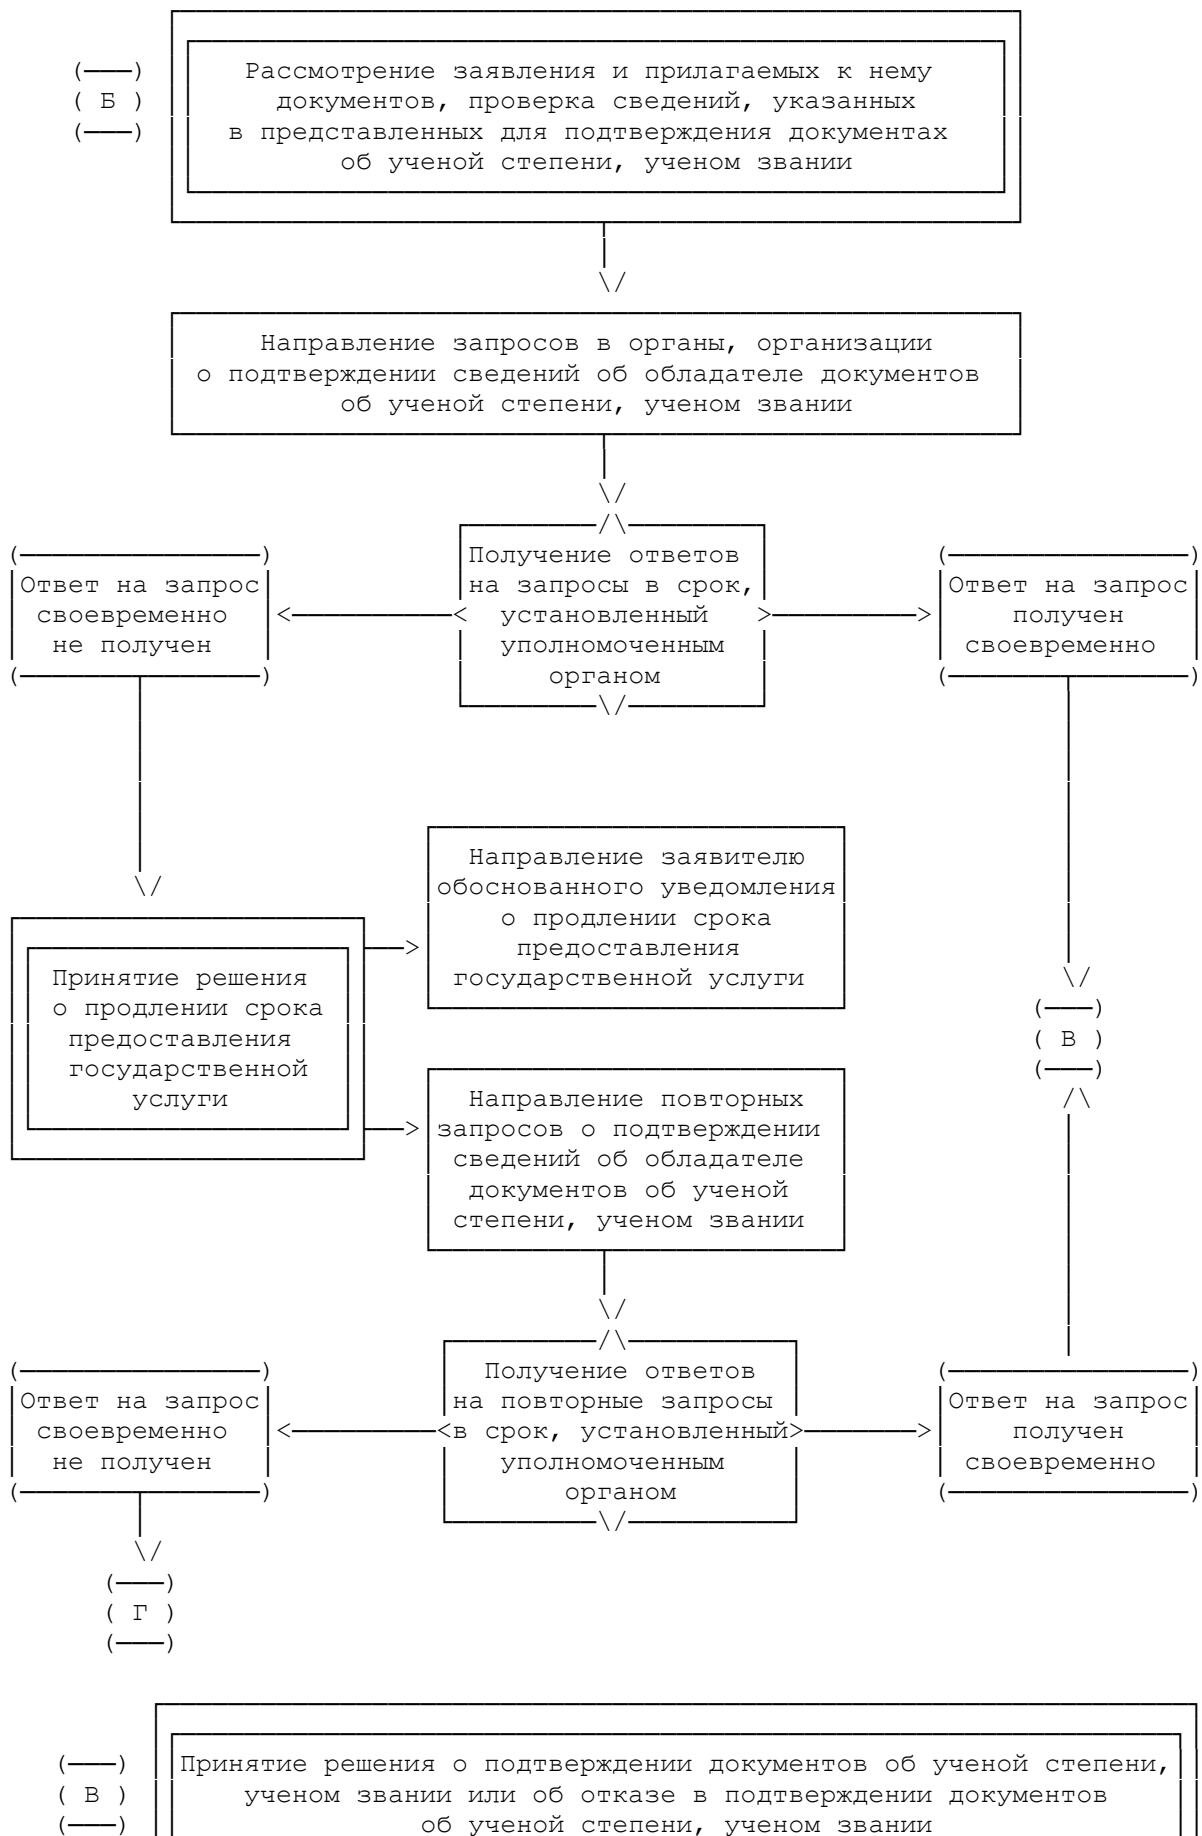 Б
Рассмотрение заявления и прилагаемых к нему
документов, проверка сведений, указанных
в представленных для подтверждения документах
об ученой степени, ученом звании
Направление запросов в органы, организации
о подтверждении сведений об обладателе документов
об ученой степени, ученом звании
Ответ на запрос
своевременно
не получен
Получение ответов
на запросы в срок,
установленный
уполномоченным
органом
Ответ на запрос
получен
своевременно
Направление заявителю
обоснованного уведомления
о продлении срока
предоставления
государственной услуги
Принятие решения
о продлении срока
предоставления
государственной
услуги
В
Направление повторных
запросов о подтверждении
сведений об обладателе
документов об ученой
степени, ученом звании
Ответ на запрос
своевременно
не получен
Получение ответов
на повторные запросы
в срок, установленный
уполномоченным
органом
Ответ на запрос
получен
своевременно
Г
В
Принятие решения о подтверждении документов об ученой степени,
ученом звании или об отказе в подтверждении документов
об ученой степени, ученом звании